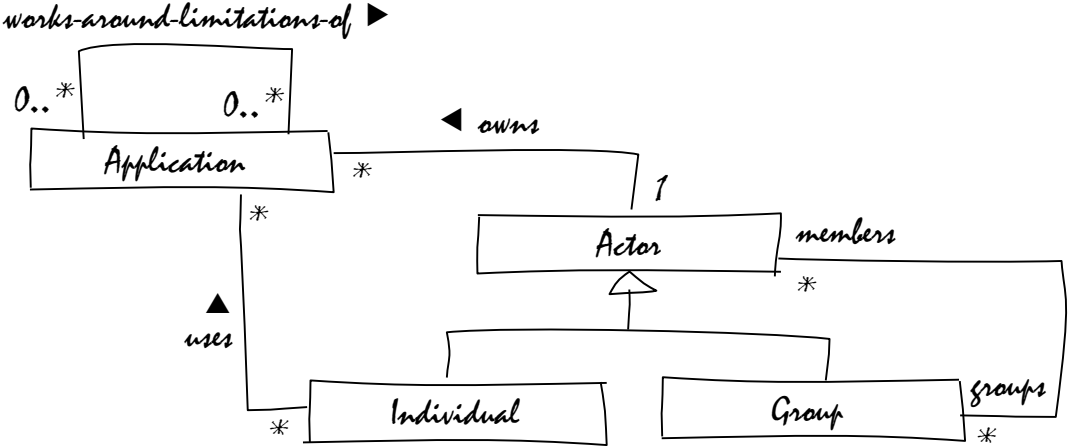 works-around-limitations-of ▶
0..*
0..*
◀ owns
Application
*
1
*
Actor
members
*
▲
uses
Individual
Group
groups
*
*